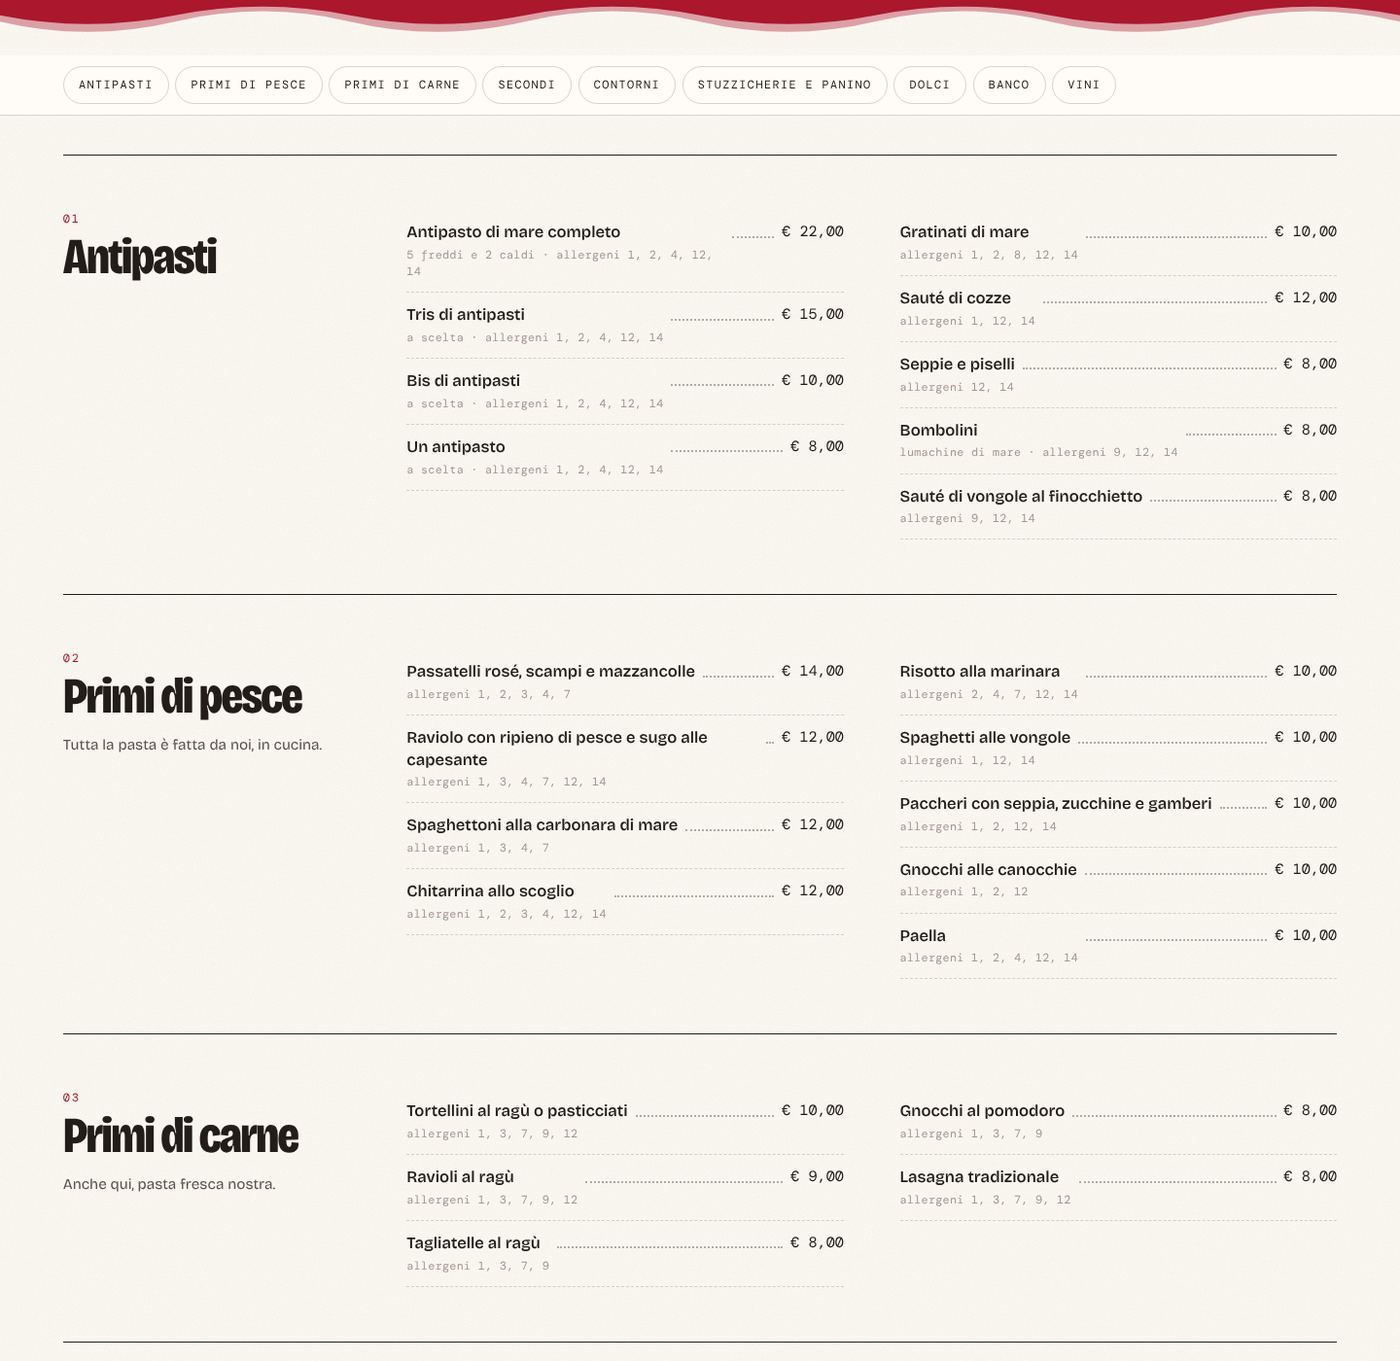 ANTIPASTI
PRIMI DI PESCE
PRIMI DI CARNE
SECONDI
CONTORNI
STUZZICHERIE E PANINO
DOLCI
BANCO
VINI
01
Antipasti
Antipasto di mare completo € 22,00
5 freddi e 2 caldi · allergeni 1, 2, 4, 12,
14
Tris di antipasti € 15,00
a scelta · allergeni 1, 2, 4, 12, 14
Bis di antipasti € 10,00
a scelta · allergeni 1, 2, 4, 12, 14
Un antipasto € 8,00
a scelta · allergeni 1, 2, 4, 12, 14
Gratinati di mare € 10,00
allergeni 1, 2, 8, 12, 14
Sauté di cozze € 12,00
allergeni 1, 12, 14
Seppie e piselli € 8,00
allergeni 12, 14
Bombolini € 8,00
lumachine di mare · allergeni 9, 12, 14
Sauté di vongole al finocchietto € 8,00
allergeni 9, 12, 14
02
Primi di pesce
Tutta la pasta è fatta da noi, in cucina.
Passatelli rosé, scampi e mazzancolle € 14,00
allergeni 1, 2, 3, 4, 7
Raviolo con ripieno di pesce e sugo alle € 12,00
capesante
allergeni 1, 3, 4, 7, 12, 14
Spaghettoni alla carbonara di mare € 12,00
allergeni 1, 3, 4, 7
Chitarrina allo scoglio € 12,00
allergeni 1, 2, 3, 4, 12, 14
Risotto alla marinara € 10,00
allergeni 2, 4, 7, 12, 14
Spaghetti alle vongole € 10,00
allergeni 1, 12, 14
Paccheri con seppia, zucchine e gamberi € 10,00
allergeni 1, 2, 12, 14
Gnocchi alle canocchie € 10,00
allergeni 1, 2, 12
Paella € 10,00
allergeni 1, 2, 4, 12, 14
03
Primi di carne
Anche qui, pasta fresca nostra.
Tortellini al ragù o pasticciati € 10,00
allergeni 1, 3, 7, 9, 12
Ravioli al ragù € 9,00
allergeni 1, 3, 7, 9, 12
Tagliatelle al ragù € 8,00
allergeni 1, 3, 7, 9
Gnocchi al pomodoro € 8,00
allergeni 1, 3, 7, 9
Lasagna tradizionale € 8,00
allergeni 1, 3, 7, 9, 12